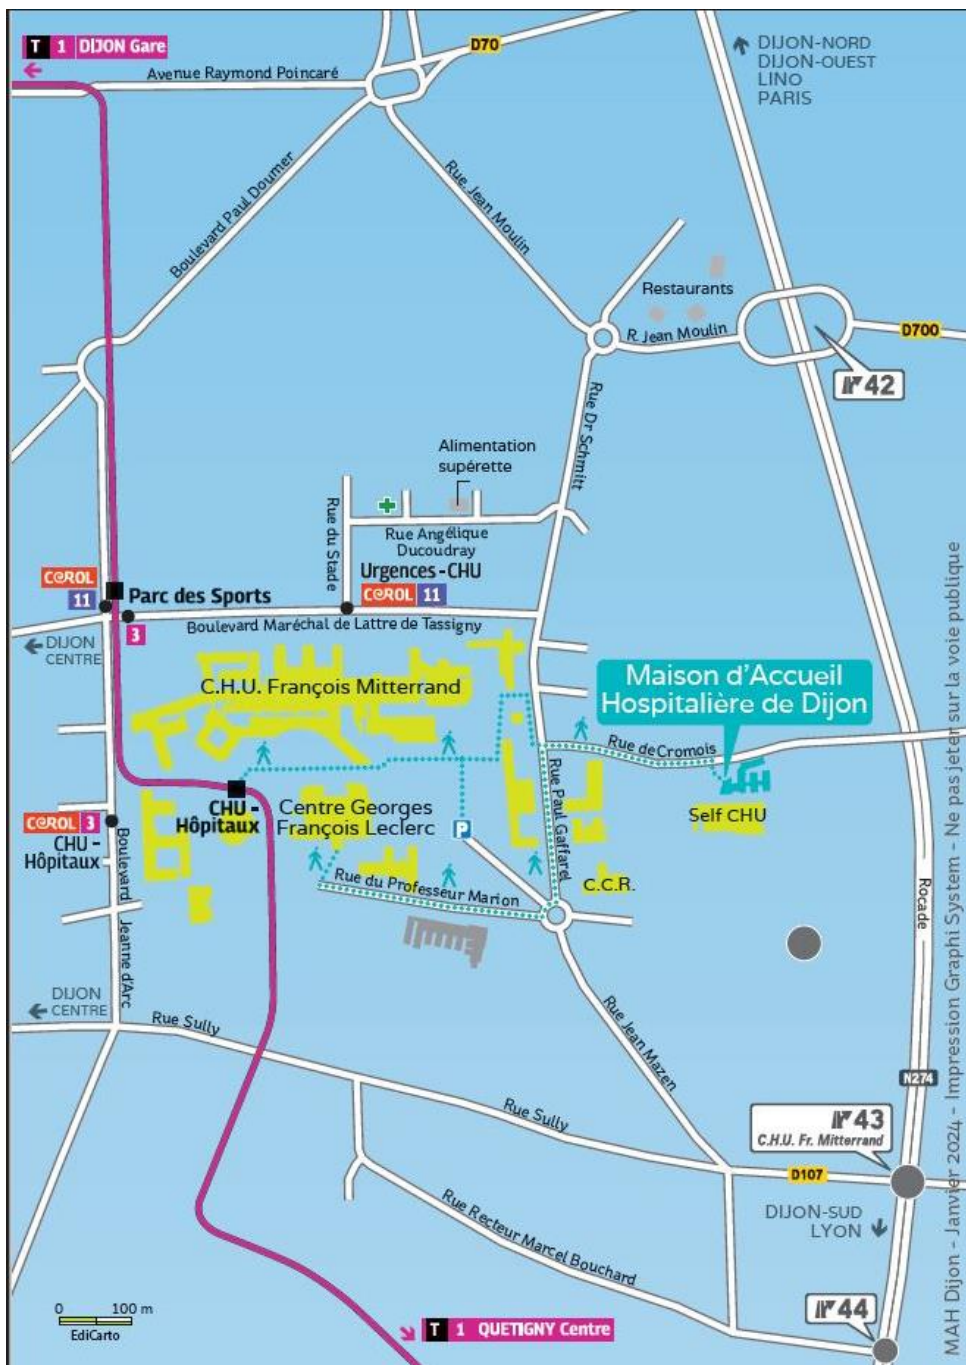 T 1 DIJON Gare
D70
Avenue Raymond Poincaré
DIJON-NORD
DIJON-OUEST
LINO
PARIS
Boulevard Paul Doumer
Rue Jean Moulin
Restaurants
R. Jean Moulin
D700
42
Rue Dr Schmitt
Alimentation
supérette
Rue du Stade
Rue Angélique
Ducoudray
Urgences-CHU
COROL 11
COROL
11
Parc des Sports
3
Boulevard Maréchal de Lattre de Tassigny
DIJON
CENTRE
C.H.U. François Mitterrand
Maison d'Accueil
Hospitalière de Dijon
Rue de Cromois
Rue Paul Gaffarel
Self CHU
CHU -
Hôpitaux
Centre Georges
François Leclerc
P
COROL 3
CHU -
Hôpitaux
Boulevard Jeanne d'Arc
Rue du Professeur Marion
C.C.R.
Rocade
DIJON
CENTRE
Rue Sully
Rue Jean Mazen
N274
Rue Sully
43
C.H.U. Fr. Mitterrand
D107
DIJON-SUD
LYON
Rue Recteur Marcel Bouchard
44
0 100 m
EdiCarto
T 1 QUETIGNY Centre
MAH Dijon - Janvier 2024 - Impression Graphi System - Ne pas jeter sur la voie publique